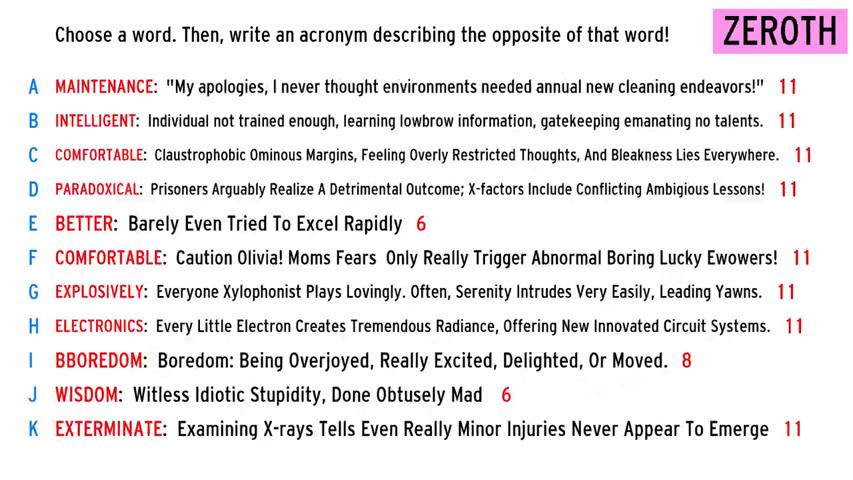 Choose a word. Then, write an acronym describing the opposite of that word!
ZEROTH
A MAINTENANCE: "My apologies, I never thought environments needed annual new cleaning endeavors!" 11
B INTELLIGENT: Individual not trained enough, learning lowbrow information, gatekeeping emanating no talents. 11
C COMFORTABLE: Claustrophobic Ominous Margins, Feeling Overly Restricted Thoughts, And Bleakness Lies Everywhere. 11
D PARADOXICAL: Prisoners Arguably Realize A Detrimental Outcome; X-factors Include Conflicting Ambigious Lessons! 11
E BETTER: Barely Even Tried To Excel Rapidly 6
F COMFORTABLE: Caution Olivia! Moms Fears Only Really Trigger Abnormal Boring Lucky Ewowers! 11
G EXPLOSIVELY: Everyone Xylophonist Plays Lovingly. Often, Serenity Intrudes Very Easily, Leading Yawns. 11
H ELECTRONICS: Every Little Electron Creates Tremendous Radiance, Offering New Innovated Circuit Systems. 11
I BBOREDOM: Boredom: Being Overjoyed, Really Excited, Delighted, Or Moved. 8
J WISDOM: Witless Idiotic Stupidity, Done Obtusely Mad 6
K EXTERMINATE: Examining X-rays Tells Even Really Minor Injuries Never Appear To Emerge 11